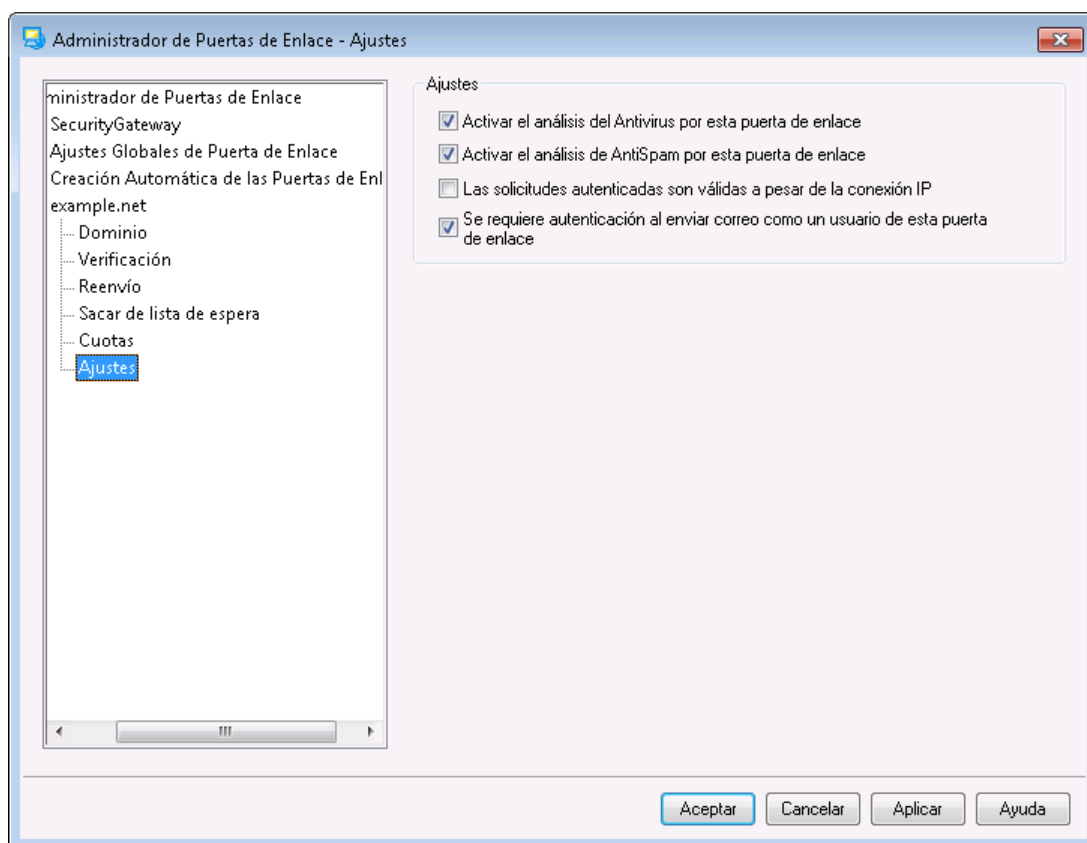 Administrador de Puertas de Enlace - Ajustes
ministrador de Puertas de Enlace
SecurityGateway
Ajustes Globales de Puerta de Enlace
Creación Automática de las Puertas de Enl
example.net
Dominio
Verificación
Reenvío
Sacar de lista de espera
Cuotas
Ajustes
Ajustes
Activar el análisis del Antivirus por esta puerta de enlace
Activar el análisis de AntiSpam por esta puerta de enlace
Las solicitudes autenticadas son válidas a pesar de la conexión IP
Se requiere autenticación al enviar correo como un usuario de esta puerta
de enlace
Aceptar
Cancelar
Aplicar
Ayuda